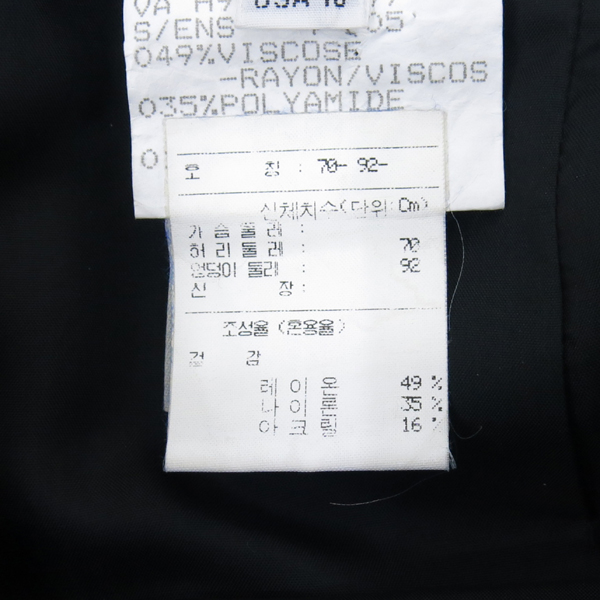 S/ENS
049%VISCOSE
-RAYON/VISCOS
035%POLYAMIDE
0
호 칭 : 70- 92-
신체치수(단위:Cm)
가 슴 둘 레 :
허 리 둘 레 : 70
엉덩이 둘레 : 92
신 장 :
조성율 (혼용율)
겉 감
레 이 온 49 %
나 이 론 35 %
아 크 릴 16 %